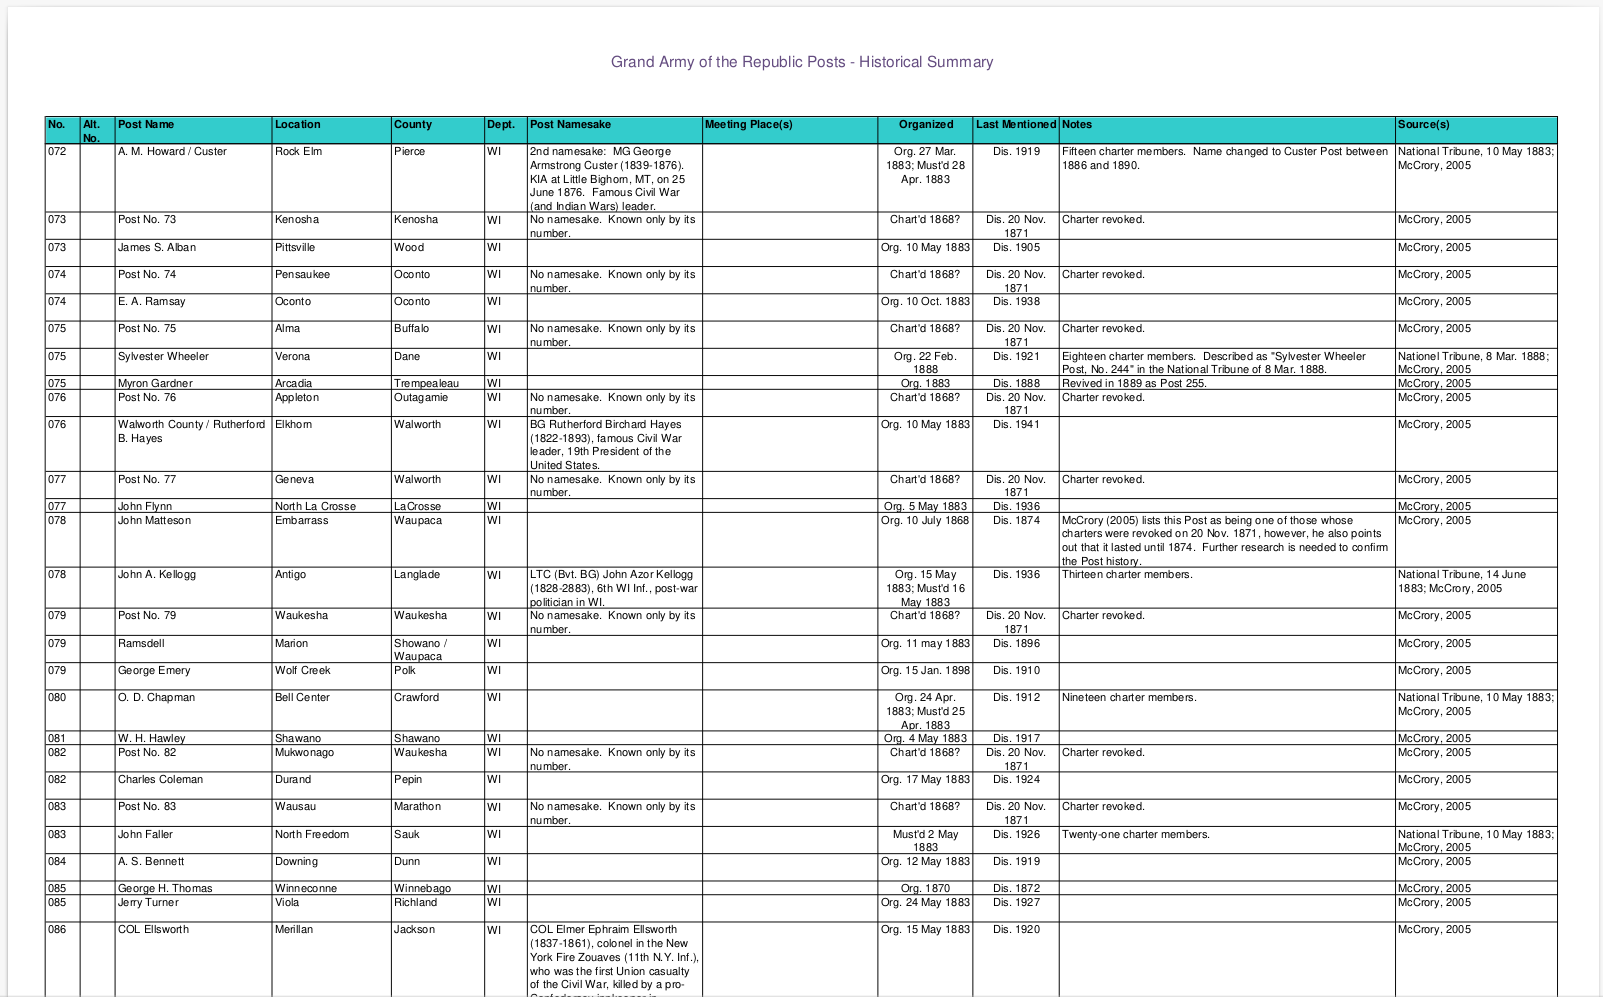 Grand Army of the Republic Posts - Historical Summary
No. Alt. No. Post Name Location County Dept. Post Namesake Meeting Place(s) Organized Last Mentioned Notes Source(s)
072 A. M. Howard / Custer Rock Elm Pierce WI 2nd namesake: MG George Armstrong Custer (1839-1876). KIA at Little Bighorn, MT, on 25 June 1876. Famous Civil War (and Indian Wars) leader. Org. 27 Mar. 1883; Must'd 28 Apr. 1883 Dis. 1919 Fifteen charter members. Name changed to Custer Post between 1886 and 1890. National Tribune, 10 May 1883; McCrory, 2005
073 Post No. 73 Kenosha Kenosha WI No namesake. Known only by its number. Chart'd 1868? Dis. 20 Nov. 1871 Charter revoked. McCrory, 2005
073 James S. Alban Pittsville Wood WI Org. 10 May 1883 Dis. 1905 McCrory, 2005
074 Post No. 74 Pensaukee Oconto WI No namesake. Known only by its number. Chart'd 1868? Dis. 20 Nov. 1871 Charter revoked. McCrory, 2005
074 E. A. Ramsay Oconto Oconto WI Org. 10 Oct. 1883 Dis. 1938 McCrory, 2005
075 Post No. 75 Alma Buffalo WI No namesake. Known only by its number. Chart'd 1868? Dis. 20 Nov. 1871 Charter revoked. McCrory, 2005
075 Sylvester Wheeler Verona Dane WI Org. 22 Feb. 1888 Dis. 1921 Eighteen charter members. Described as "Sylvester Wheeler Post, No. 244" in the National Tribune of 8 Mar. 1888. Nationel Tribune, 8 Mar. 1888; McCrory, 2005
075 Myron Gardner Arcadia Trempealeau WI Org. 1883 Dis. 1888 Revived in 1889 as Post 255. McCrory, 2005
076 Post No. 76 Appleton Outagamie WI No namesake. Known only by its number. Chart'd 1868? Dis. 20 Nov. 1871 Charter revoked. McCrory, 2005
076 Walworth County / Rutherford B. Hayes Elkhorn Walworth WI BG Rutherford Birchard Hayes (1822-1893), famous Civil War leader, 19th President of the United States. Org. 10 May 1883 Dis. 1941 McCrory, 2005
077 Post No. 77 Geneva Walworth WI No namesake. Known only by its number. Chart'd 1868? Dis. 20 Nov. 1871 Charter revoked. McCrory, 2005
077 John Flynn North La Crosse LaCrosse WI Org. 5 May 1883 Dis. 1936 McCrory, 2005
078 John Matteson Embarrass Waupaca WI Org. 10 July 1868 Dis. 1874 McCrory (2005) lists this Post as being one of those whose charters were revoked on 20 Nov. 1871, however, he also points out that it lasted until 1874. Further research is needed to confirm the Post history. McCrory, 2005
078 John A. Kellogg Antigo Langlade WI LTC (Bvt. BG) John Azor Kellogg (1828-2883), 6th WI Inf., post-war politician in WI. Org. 15 May 1883; Must'd 16 May 1883 Dis. 1936 Thirteen charter members. National Tribune, 14 June 1883; McCrory, 2005
079 Post No. 79 Waukesha Waukesha WI No namesake. Known only by its number. Chart'd 1868? Dis. 20 Nov. 1871 Charter revoked. McCrory, 2005
079 Ramsdell Marion Showano / Waupaca WI Org. 11 may 1883 Dis. 1896 McCrory, 2005
079 George Emery Wolf Creek Polk WI Org. 15 Jan. 1898 Dis. 1910 McCrory, 2005
080 O. D. Chapman Bell Center Crawford WI Org. 24 Apr. 1883; Must'd 25 Apr. 1883 Dis. 1912 Nineteen charter members. National Tribune, 10 May 1883; McCrory, 2005
081 W. H. Hawley Shawano Shawano WI Org. 4 May 1883 Dis. 1917 McCrory, 2005
082 Post No. 82 Mukwonago Waukesha WI No namesake. Known only by its number. Chart'd 1868? Dis. 20 Nov. 1871 Charter revoked. McCrory, 2005
082 Charles Coleman Durand Pepin WI Org. 17 May 1883 Dis. 1924 McCrory, 2005
083 Post No. 83 Wausau Marathon WI No namesake. Known only by its number. Chart'd 1868? Dis. 20 Nov. 1871 Charter revoked. McCrory, 2005
083 John Faller North Freedom Sauk WI Must'd 2 May 1883 Dis. 1926 Twenty-one charter members. National Tribune, 10 May 1883; McCrory, 2005
084 A. S. Bennett Downing Dunn WI Org. 12 May 1883 Dis. 1919 McCrory, 2005
085 George H. Thomas Winneconne Winnebago WI Org. 1870 Dis. 1872 McCrory, 2005
085 Jerry Turner Viola Richland WI Org. 24 May 1883 Dis. 1927 McCrory, 2005
086 COL Ellsworth Merillan Jackson WI COL Elmer Ephraim Ellsworth (1837-1861), colonel in the New York Fire Zouaves (11th N.Y. Inf.), who was the first Union casualty of the Civil War, killed by a pro- Org. 15 May 1883 Dis. 1920 McCrory, 2005